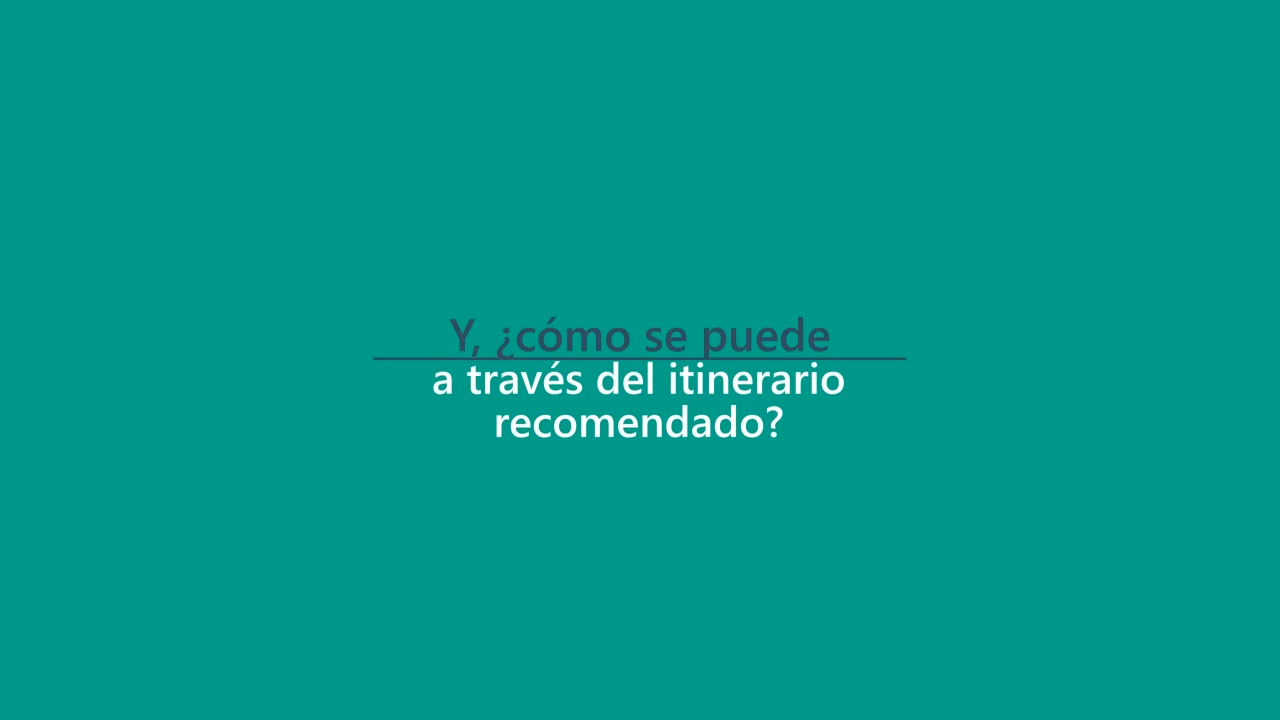 Y, ¿cómo se puede
a través del itinerario
recomendado?